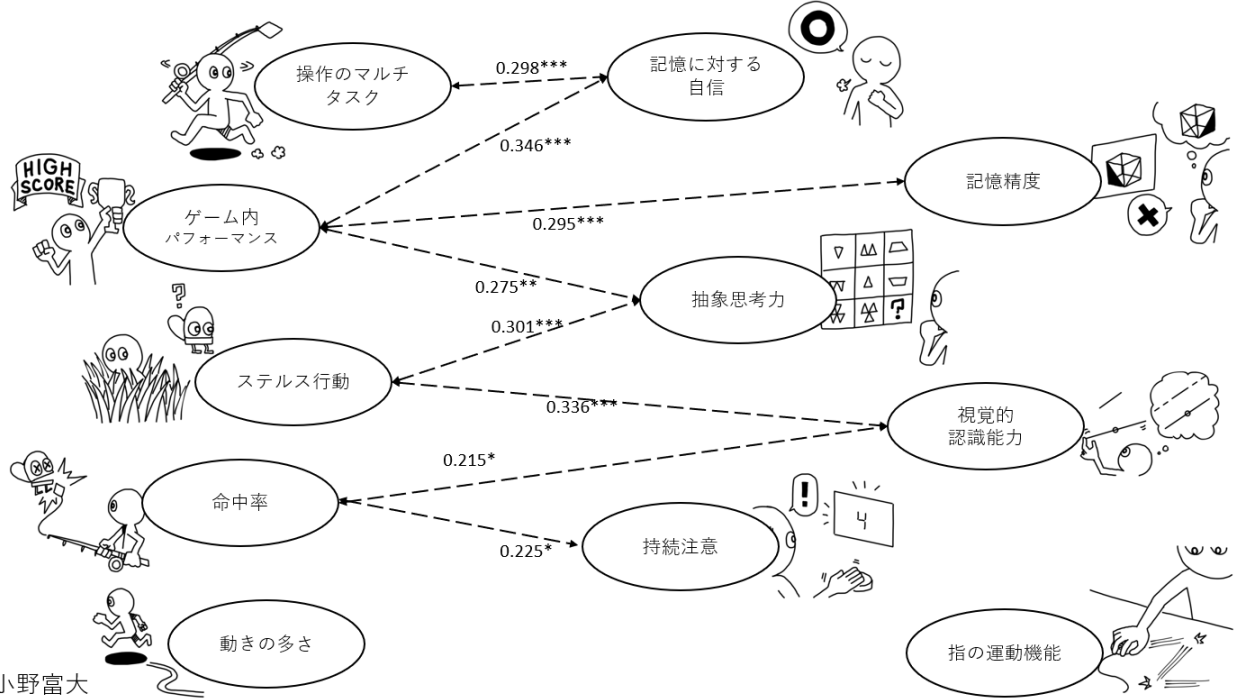 操作のマルチ
タスク
0.298***
記憶に対する
自信
0.346***
HIGH
SCORE
ゲーム内
パフォーマンス
0.295***
記憶精度
0.275**
抽象思考力
?
?
0.301***
ステルス行動
0.336***
視覚的
認識能力
0.215*
命中率
0.225*
持続注意
!
4
動きの多さ
指の運動機能
小野富大